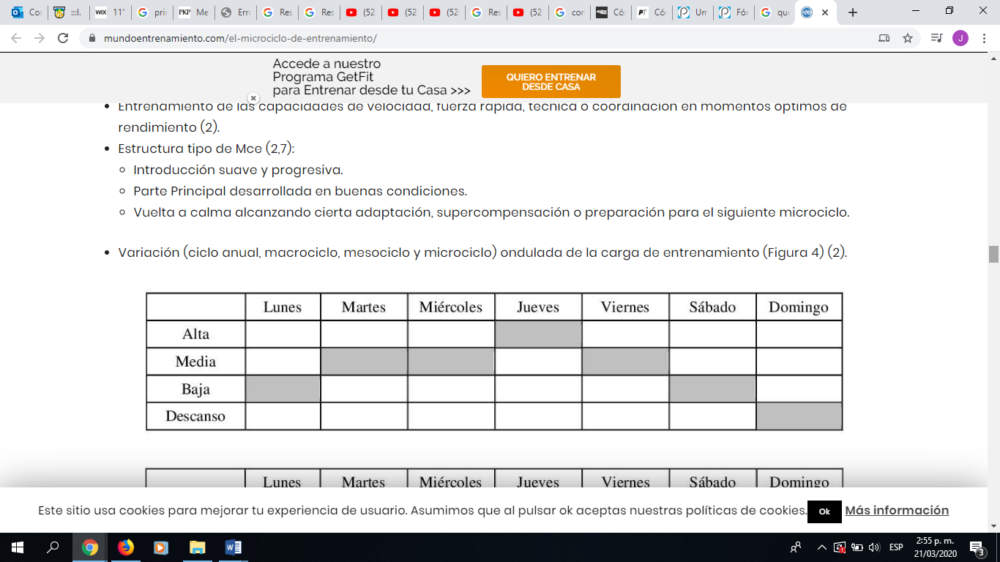 Cor
:::l.
WIX 11°
prir
PKP Me
Erro
Res
Res
(52
(52
(52
Res
(52
cor
Có
PT Có
Un
Fór
qu
mundoentrenamiento.com/el-microciclo-de-entrenamiento/
J
Accede a nuestro
Programa GetFit
para Entrenar desde tu Casa >>>
QUIERO ENTRENAR
DESDE CASA
Entrenamiento de las capacidades de velocidad, fuerza rápida, técnica o coordinación en momentos óptimos de
rendimiento (2).
Estructura tipo de Mce (2,7):
Introducción suave y progresiva.
Parte Principal desarrollada en buenas condiciones.
Vuelta a calma alcanzando cierta adaptación, supercompensación o preparación para el siguiente microciclo.
Variación (ciclo anual, macrociclo, mesociclo y microciclo) ondulada de la carga de entrenamiento (Figura 4) (2).
Lunes Martes Miércoles Jueves Viernes Sábado Domingo
Alta
Media
Baja
Descanso
Lunes Martes Miércoles Jueves Viernes Sábado Domingo
Este sitio usa cookies para mejorar tu experiencia de usuario. Asumimos que al pulsar ok aceptas nuestras políticas de cookies. Ok Más información
ESP
2:55 p. m.
21/03/2020
3